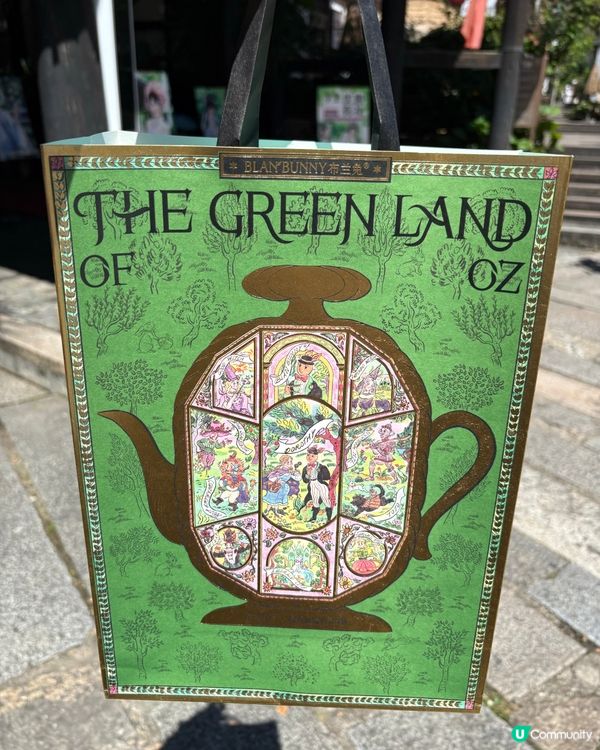 BLANBUNNY布兰兔®
THE GREEN LAND
OF OZ
U Community